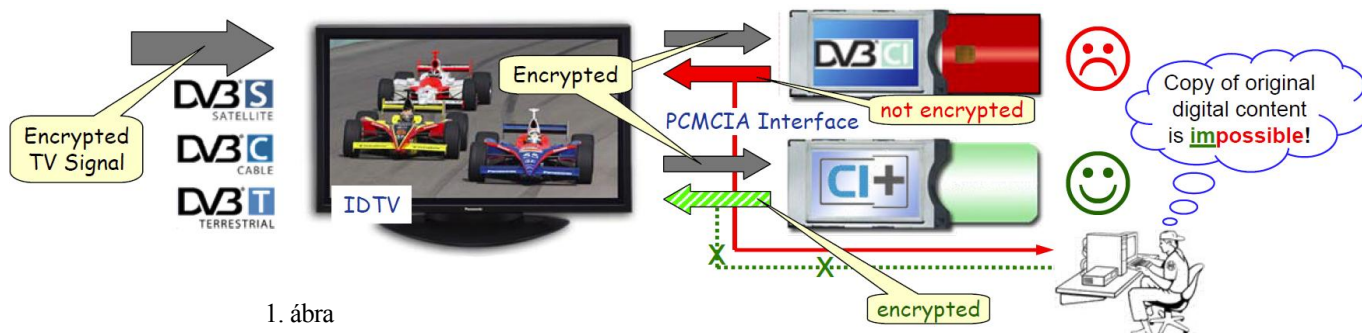 Encrypted
TV Signal
DVB S
SATELLITE
DVB C
CABLE
DVB T
TERRESTRIAL
IDTV
Panasonic
Encrypted
PCMCIA Interface
not encrypted
DVB CI
CI+
X
X
encrypted
Copy of original
digital content
is impossible!
1. ábra